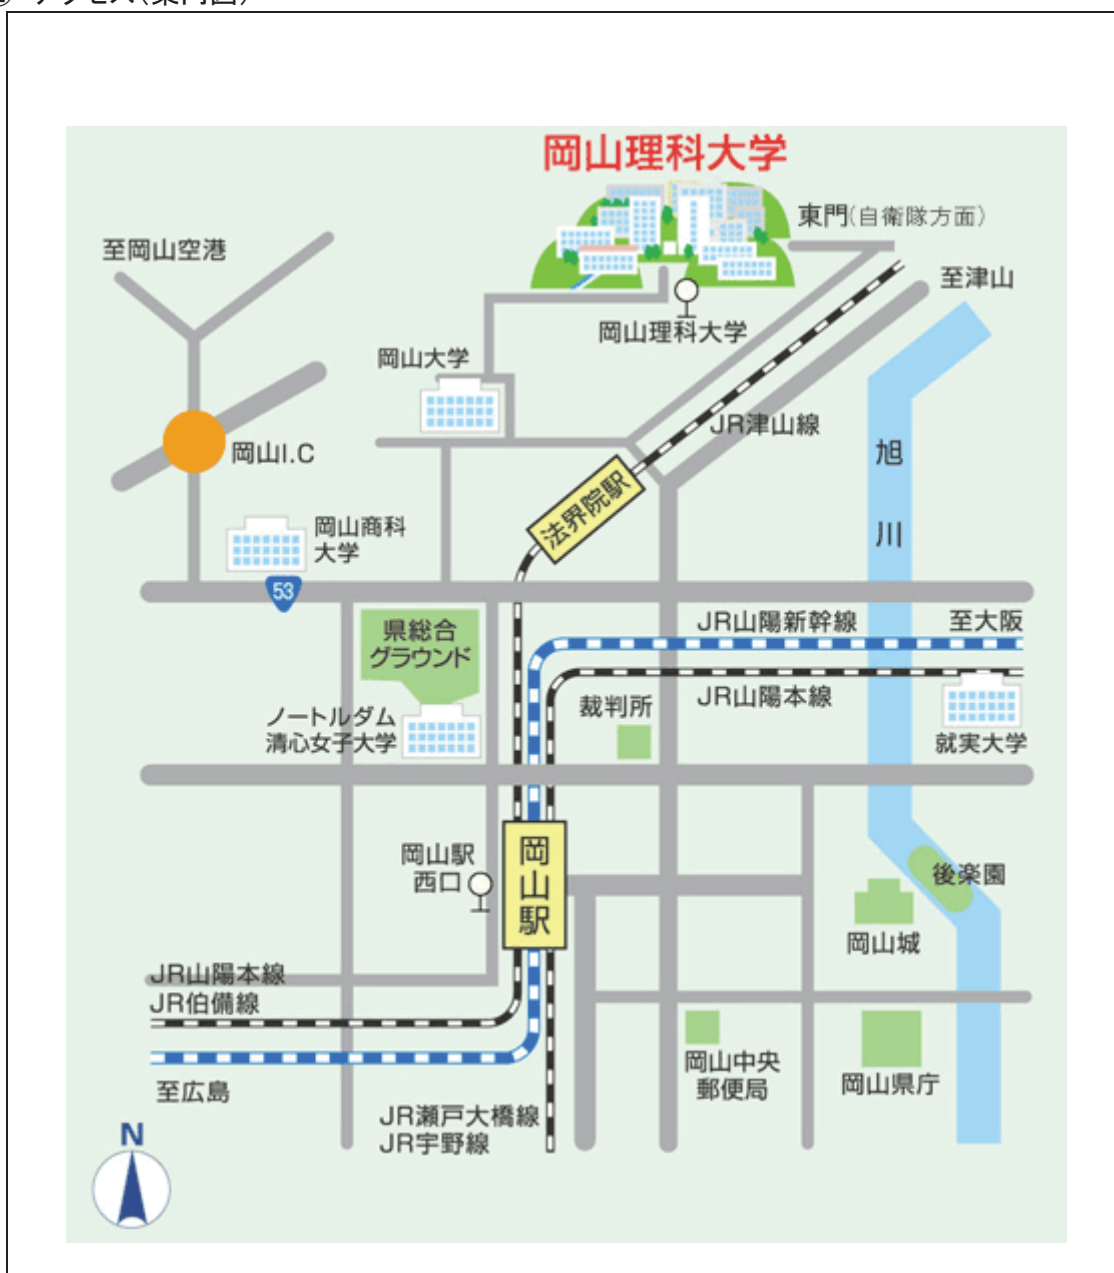 アクセス（案内図）
岡山理科大学
東門（自衛隊方面）
至岡山空港
至津山
岡山理科大学
岡山大学
JR津山線
岡山I.C
旭川
法界院駅
岡山商科
大学
53
県総合
グラウンド
JR山陽新幹線
至大阪
JR山陽本線
裁判所
ノートルダム
清心女子大学
就実大学
岡山駅
西口
岡山駅
後楽園
岡山城
JR山陽本線
JR伯備線
岡山中央
郵便局
岡山県庁
至広島
JR瀬戸大橋線
JR宇野線
N